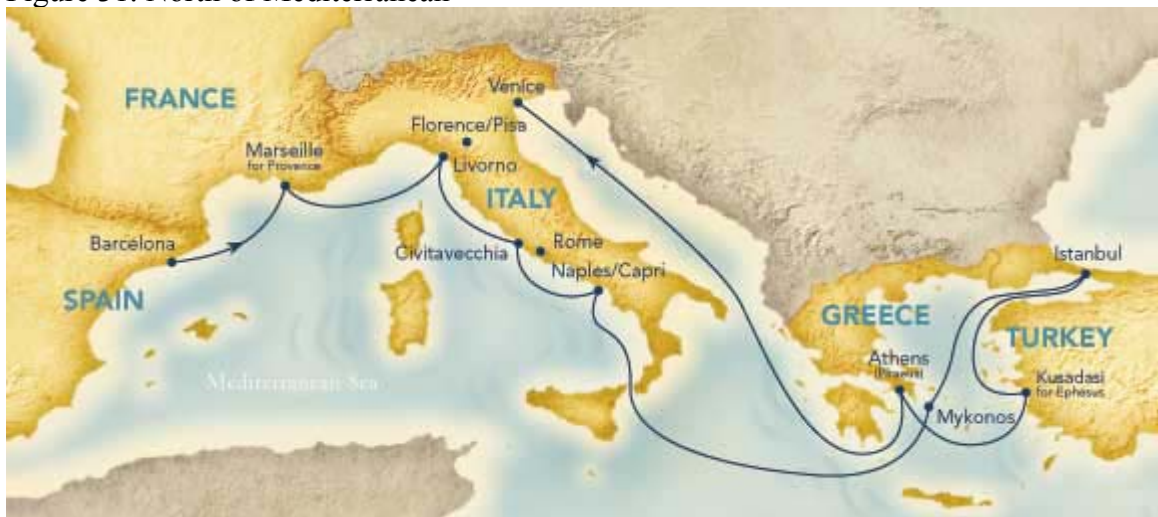 Figure 31: North of Mediterranean
FRANCE
Venice
Florence/Pisa
Marseille
for Provence
Livorno
ITALY
Barcelona
Civitavecchia
Rome
Naples/Capri
Istanbul
SPAIN
GREECE
TURKEY
Athens
(Piraeus)
Kusadasi
for Ephesus
Mediterranean Sea
Mykonos